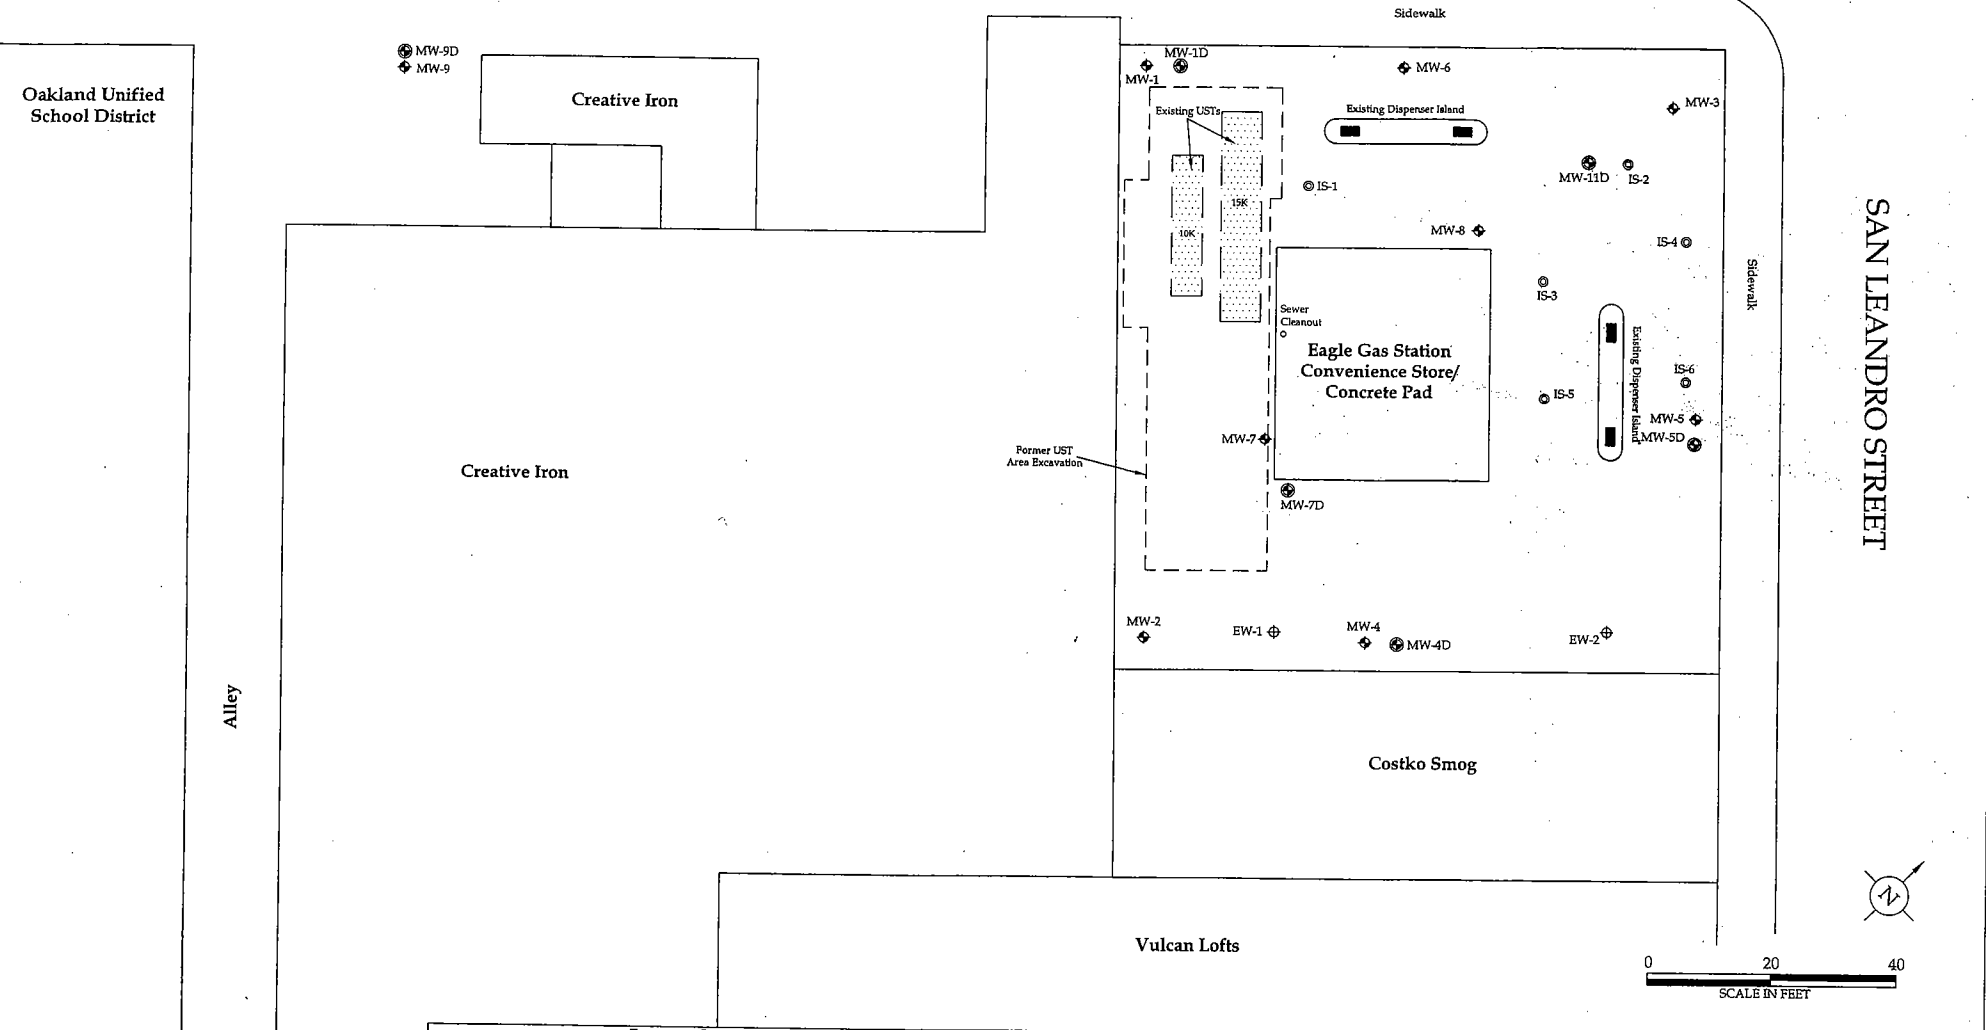 Sidewalk
MW-9D
MW-9
Oakland Unified
School District
Creative Iron
MW-1D
MW-1
MW-6
MW-3
Existing USTs
Existing Dispenser Island
MW-11D
IS-2
IS-1
15K
10K
MW-8
IS-4
IS-3
Sidewalk
SAN LEANDRO STREET
Sewer
Cleanout
Eagle Gas Station
Convenience Store/
Concrete Pad
Existing Dispenser Island
IS-6
IS-5
MW-5
MW-5D
MW-7
Former UST
Area Excavation
Creative Iron
MW-7D
MW-2
EW-1
MW-4
MW-4D
EW-2
Alley
Costko Smog
Vulcan Lofts
N
0 20 40
SCALE IN FEET